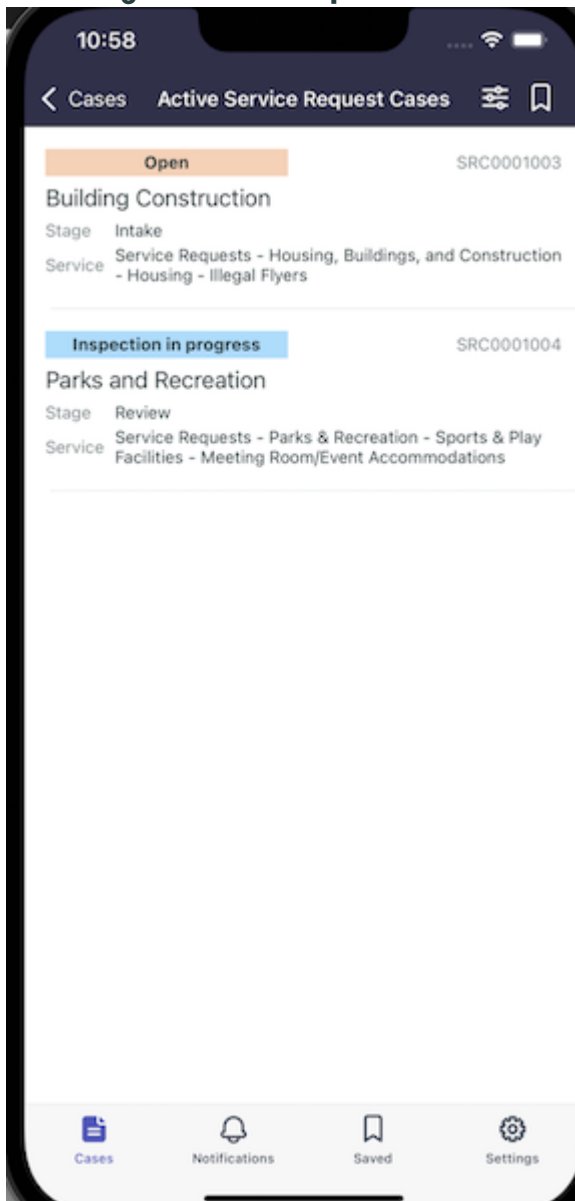 10:58
Cases
Active Service Request Cases
Open
SRC0001003
Building Construction
Stage Intake
Service Service Requests - Housing, Buildings, and Construction
- Housing - Illegal Flyers
Inspection in progress
SRC0001004
Parks and Recreation
Stage Review
Service Service Requests - Parks & Recreation - Sports & Play
Facilities - Meeting Room/Event Accommodations
Cases
Notifications
Saved
Settings